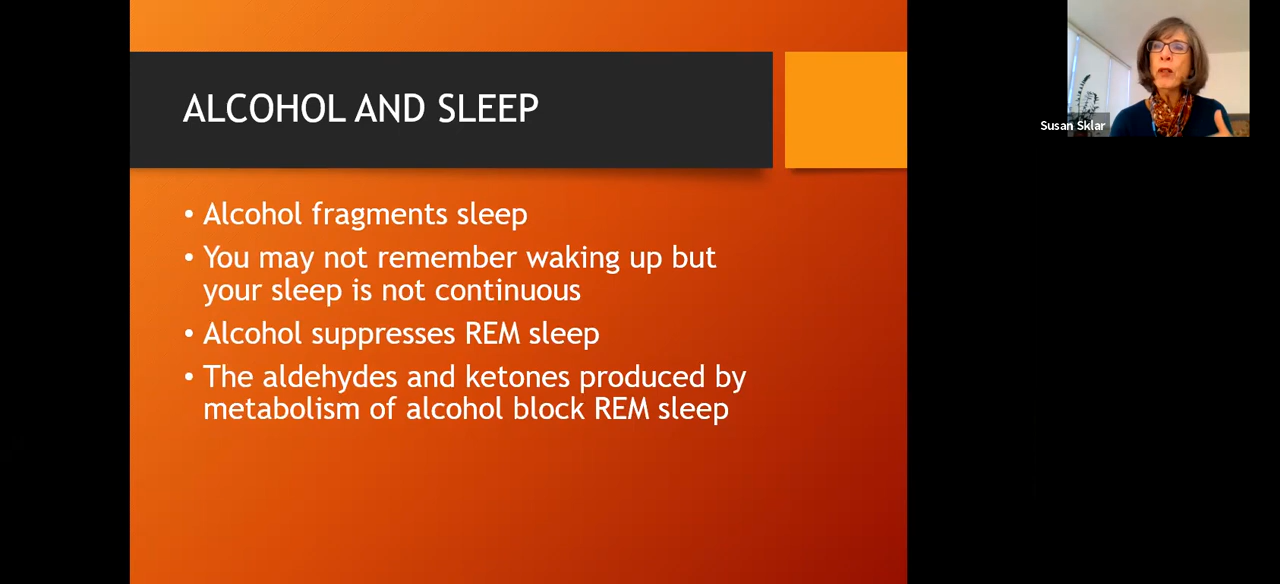 ALCOHOL AND SLEEP
Susan Sklar
• Alcohol fragments sleep
• You may not remember waking up but
your sleep is not continuous
• Alcohol suppresses REM sleep
• The aldehydes and ketones produced by
metabolism of alcohol block REM sleep